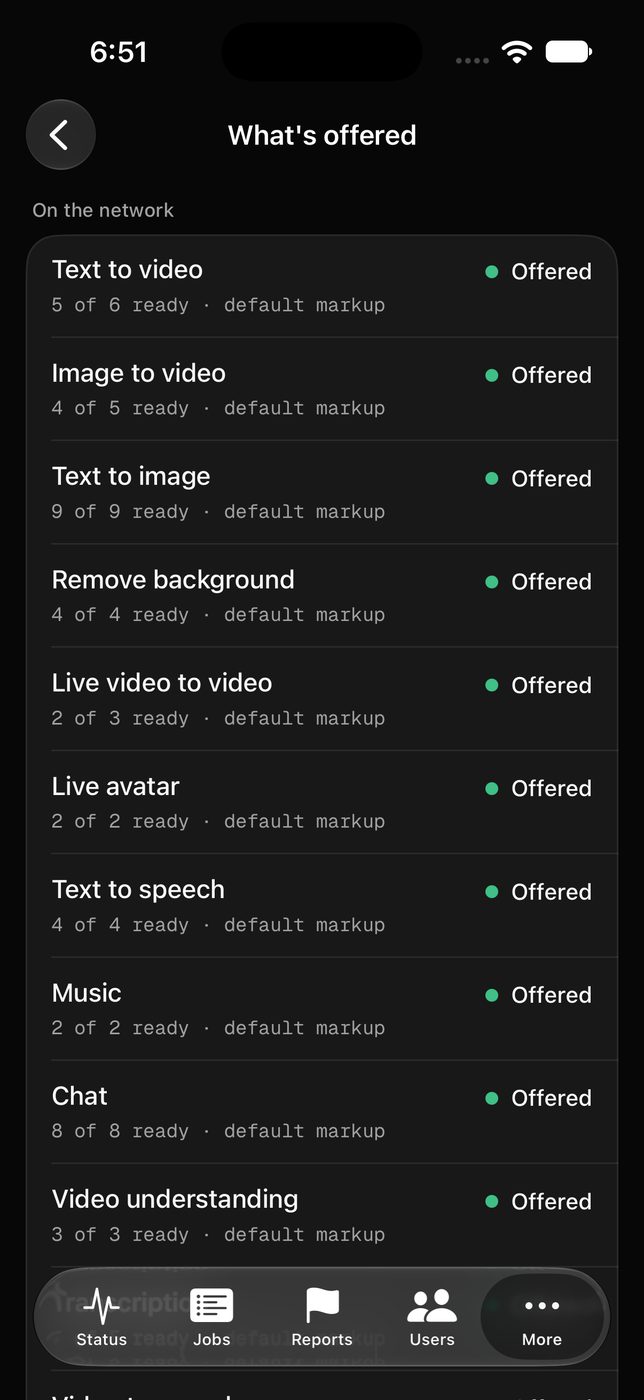 6:51
What's offered
On the network
Text to video
Offered
5 of 6 ready · default markup
Image to video
Offered
4 of 5 ready · default markup
Text to image
Offered
9 of 9 ready · default markup
Remove background
Offered
4 of 4 ready · default markup
Live video to video
Offered
2 of 3 ready · default markup
Live avatar
Offered
2 of 2 ready · default markup
Text to speech
Offered
4 of 4 ready · default markup
Music
Offered
2 of 2 ready · default markup
Chat
Offered
8 of 8 ready · default markup
Video understanding
Offered
3 of 3 ready · default markup
Status
Jobs
Reports
Users
More